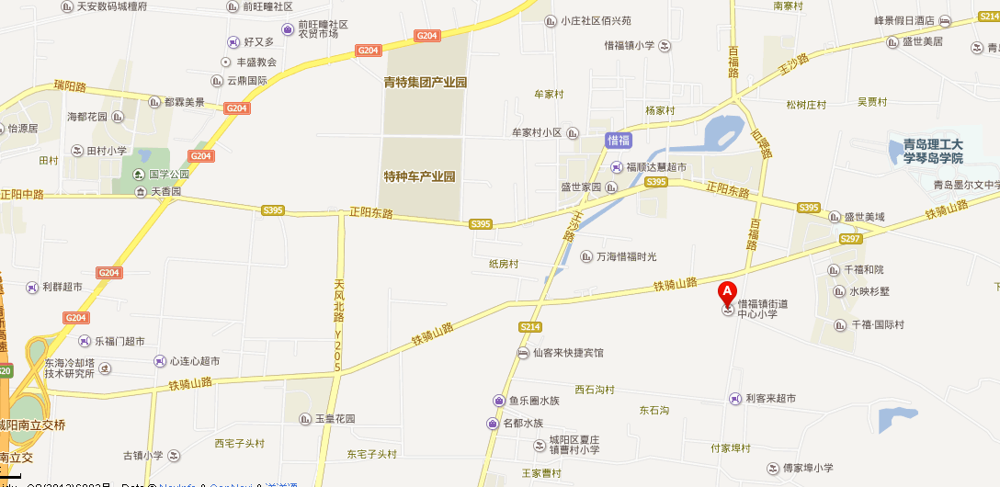 天安数码城檀府
前旺疃社区
南寨村
小庄社区佰兴苑
峰景假日酒店
S214
前旺疃社区
农贸市场
G204
好又多
惜福镇小学
盛世美居
G204
百福路
丰盛教会
王沙路
云鼎国际
青特集团产业园
瑞阳路
牟家村
都霖美景
G204
杨家村
松树庄村
吴贾村
海都花园
怡源居
牟家村小区
惜福
百福路
青岛理工大
学琴岛学院
田村小学
G204
田村
福顺达慧超市
国学公园
特种车产业园
S395
盛世家园
青岛墨尔文中学
正阳中路
天香园
正阳东路
S395
正阳东路
S395
铁骑山路
S395
盛世美域
王沙路
百福路
S297
万海惜福时光
纸房村
G204
千禧和院
利群超市
天风北路 Y205
铁骑山路
水映杉墅
A
惜福镇街道
中心小学
G204
铁骑山路
S214
千禧·国际村
乐福门超市
仙客来快捷宾馆
东海冷却塔
技术研究所
心连心超市
G20
铁骑山路
西石沟村
鱼乐圈水族
利客来超市
东石沟
玉皇花园
名都水族
城阳南立交桥
城阳区夏庄
镇曹村小学
西宅子头村
付家埠村
古镇小学
东宅子头村
南立交
傅家埠小学
王家曹村